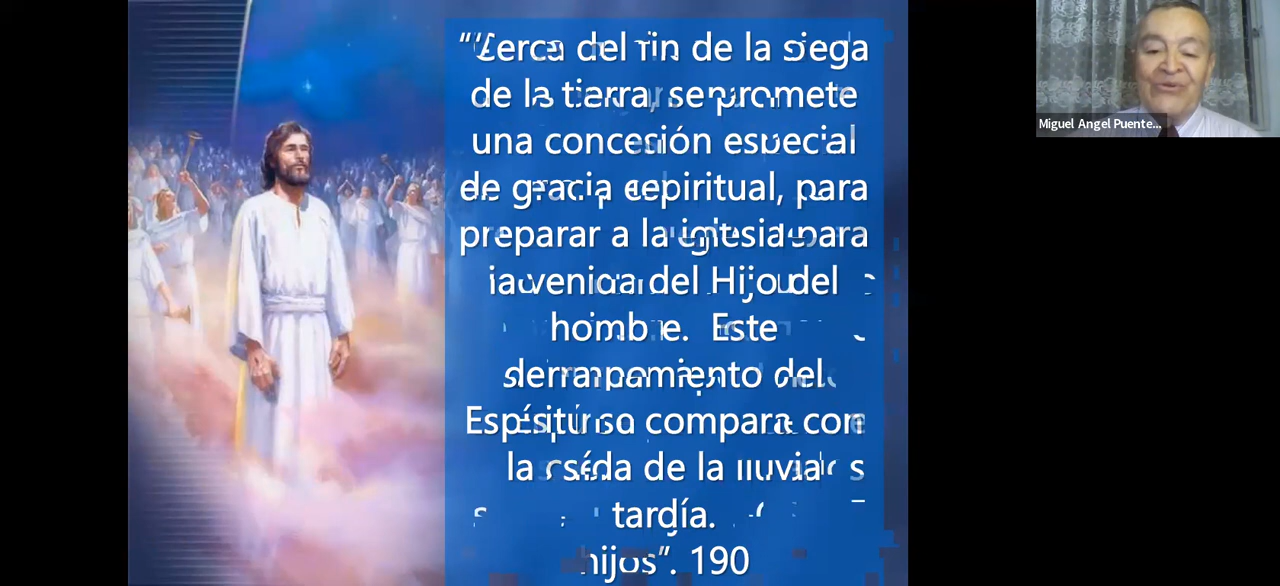 “Cerca del fin de la siega
de la tierra, se promete
una concesión especial
de gracia espiritual, para
preparar a la iglesia para
la venida del Hijo del
hombre. Este
derramamiento del
Espíritu se compara con
la caída de la lluvia
tardía.
hijos”. 190
Miguel Angel Puente...